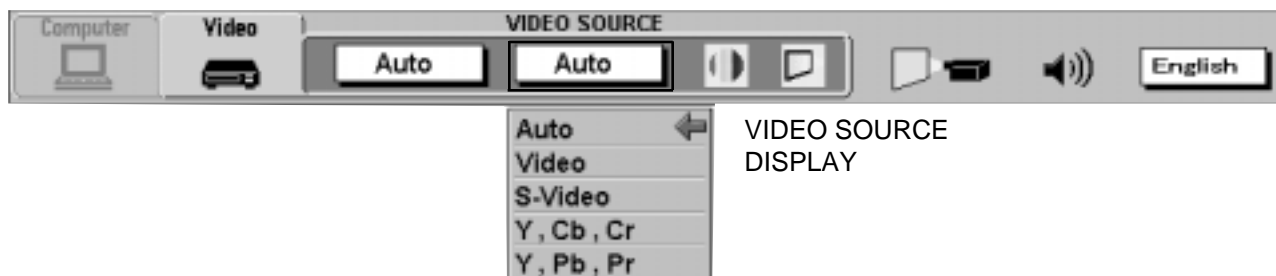 Computer
Video
VIDEO SOURCE
Auto
Auto
English
Auto
Video
S-Video
Y , Cb , Cr
Y , Pb , Pr
VIDEO SOURCE
DISPLAY